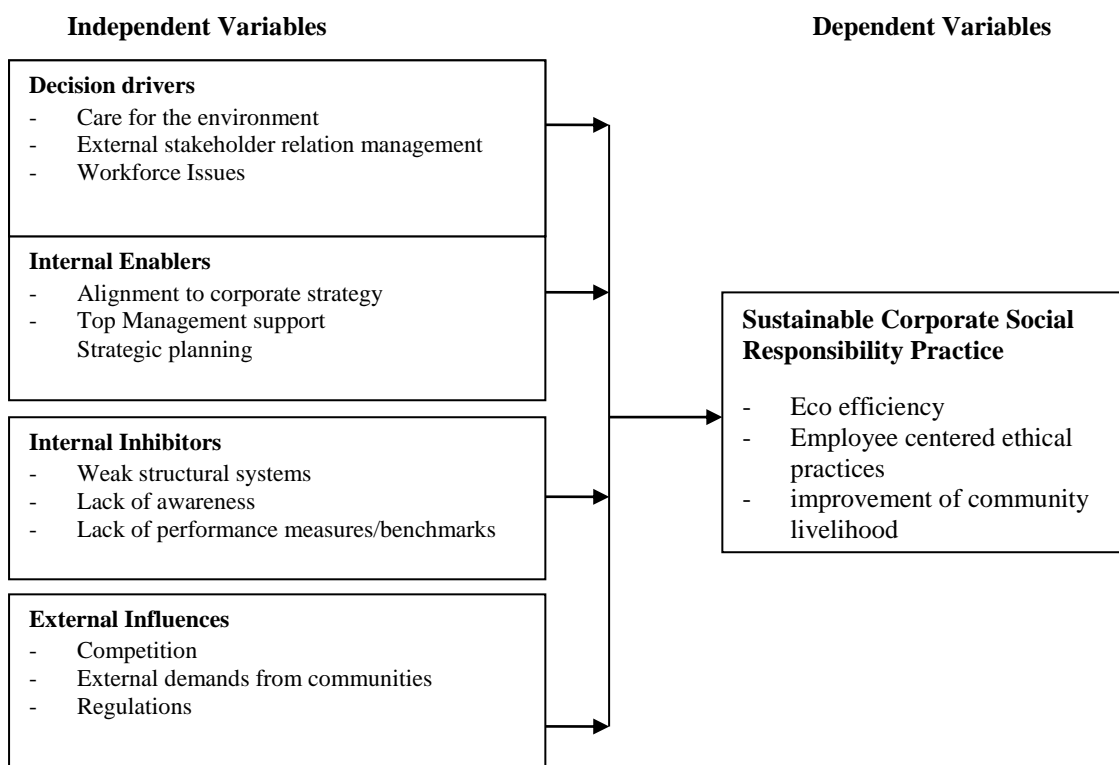 Independent Variables
Dependent Variables
Decision drivers
- Care for the environment
- External stakeholder relation management
- Workforce Issues
Internal Enablers
- Alignment to corporate strategy
- Top Management support
Strategic planning
Internal Inhibitors
- Weak structural systems
- Lack of awareness
- Lack of performance measures/benchmarks
External Influences
- Competition
- External demands from communities
- Regulations
Sustainable Corporate Social
Responsibility Practice
- Eco efficiency
- Employee centered ethical
practices
- improvement of community
livelihood